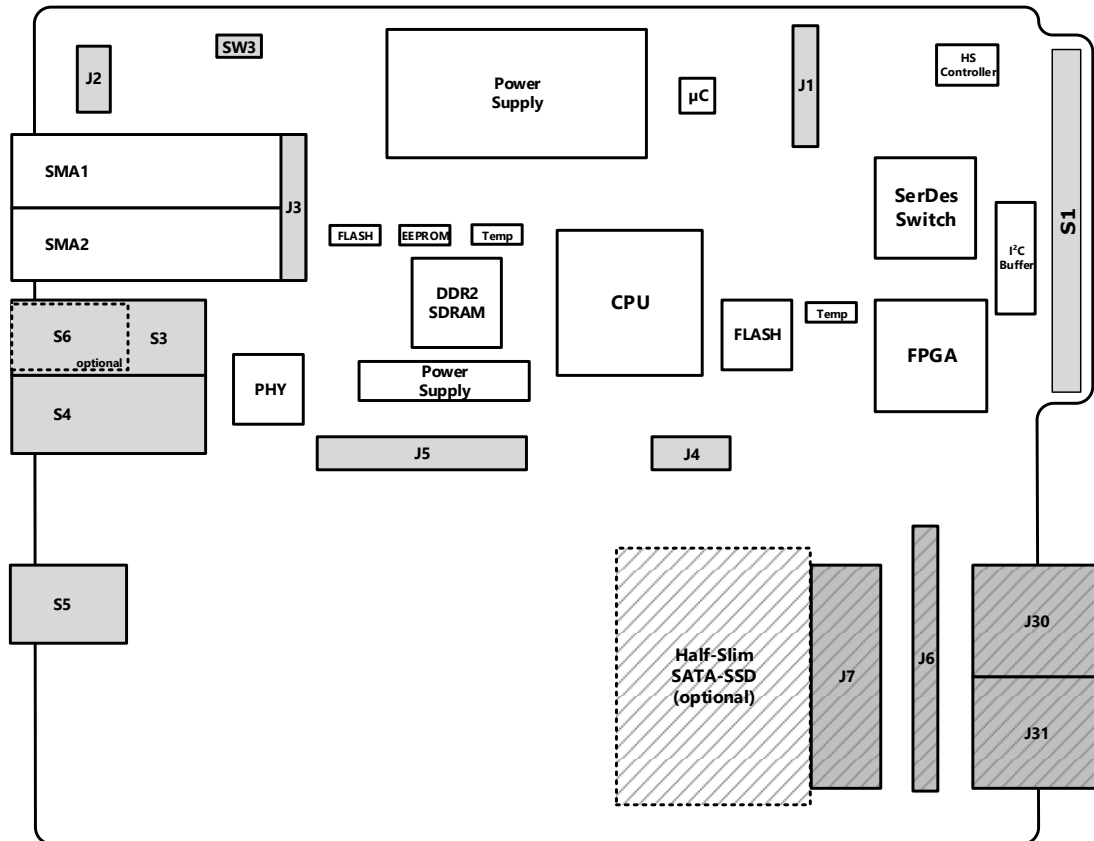 SW3
HS
Controller
J2
Power
Supply
µC
J1
SMA1
J3
SerDes
Switch
S1
FLASH
EEPROM
Temp
SMA2
I²C
Buffer
DDR2
SDRAM
CPU
Temp
S6
S3
optional
FLASH
FPGA
Power
Supply
PHY
S4
J5
J4
S5
Half-Slim
SATA-SSD
(optional)
J7
J6
J30
J31